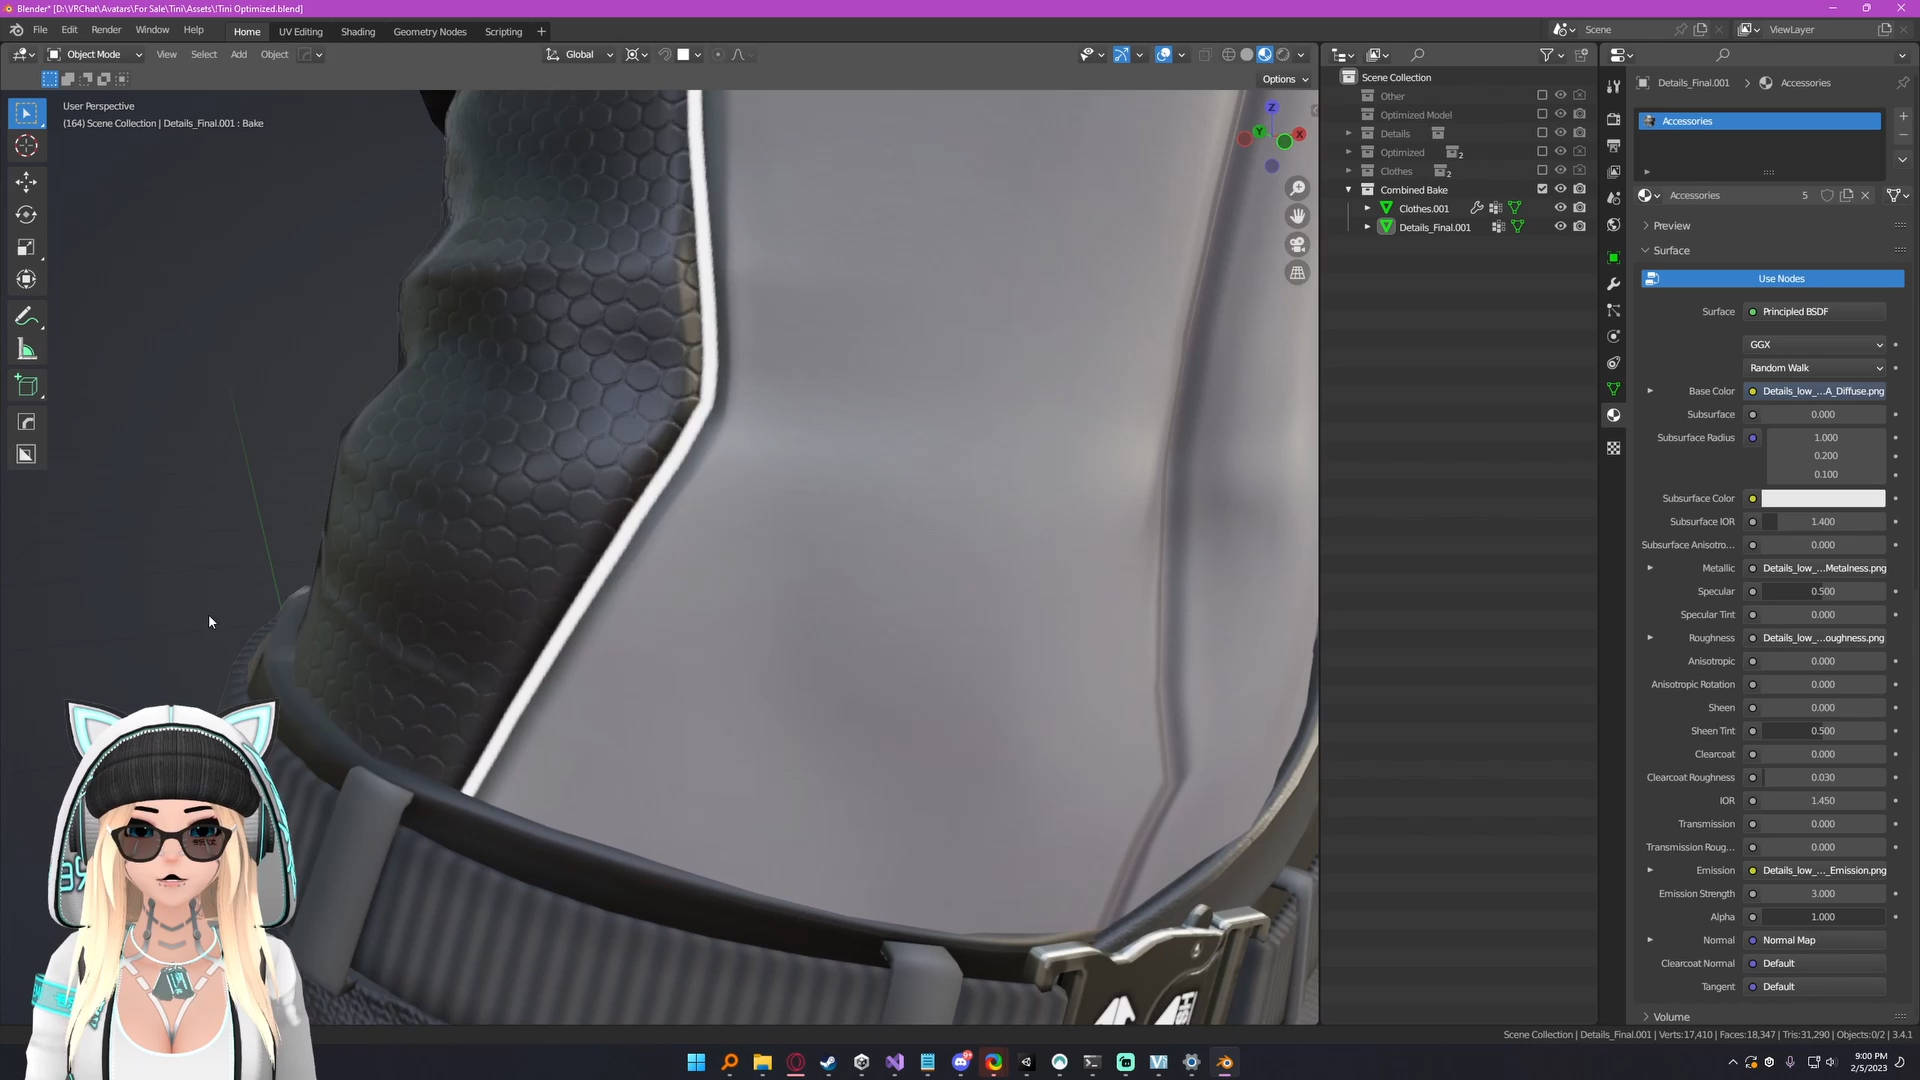 Blender* [D:\VRChat\Avatars\For Sale\Tini\Assets\!Tini Optimized.blend]
File Edit Render Window Help Home UV Editing Shading Geometry Nodes Scripting + Scene ViewLayer
Object Mode View Select Add Object Global
Options
User Perspective
(164) Scene Collection | Details_Final.001 : Bake
Z
Y X
Scene Collection
Other
Optimized Model
Details
Optimized 2
Clothes 2
Combined Bake
Clothes.001
Details_Final.001
Details_Final.001 > Accessories
Accessories
Accessories 5
Preview
Surface
Use Nodes
Surface Principled BSDF
GGX
Random Walk
Base Color Details_low_...A_Diffuse.png
Subsurface 0.000
Subsurface Radius 1.000
0.200
0.100
Subsurface Color
Subsurface IOR 1.400
Subsurface Anisotro... 0.000
Metallic Details_low_...Metalness.png
Specular 0.500
Specular Tint 0.000
Roughness Details_low_...oughness.png
Anisotropic 0.000
Anisotropic Rotation 0.000
Sheen 0.000
Sheen Tint 0.500
Clearcoat 0.000
Clearcoat Roughness 0.030
IOR 1.450
Transmission 0.000
Transmission Roug... 0.000
Emission Details_low_..._Emission.png
Emission Strength 3.000
Alpha 1.000
Normal Normal Map
Clearcoat Normal Default
Tangent Default
Volume
Scene Collection | Details_Final.001 | Verts:17,410 | Faces:18,347 | Tris:31,290 | Objects:0/2 | 3.4.1
9:00 PM
2/5/2023